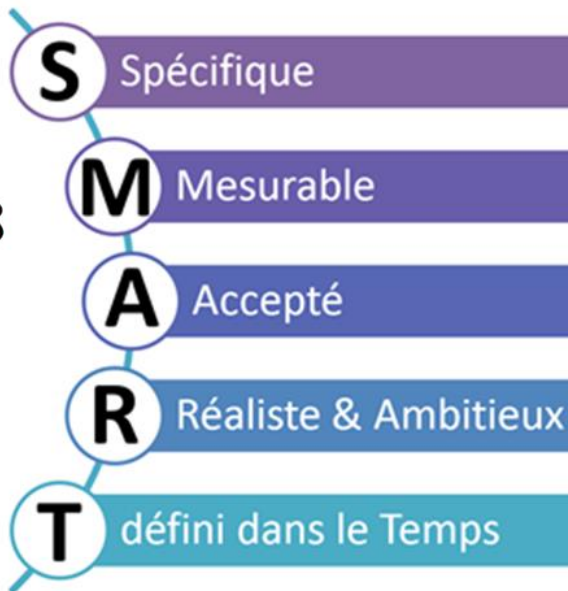 S Spécifique
M Mesurable
A Accepté
R Réaliste & Ambitieux
T défini dans le Temps